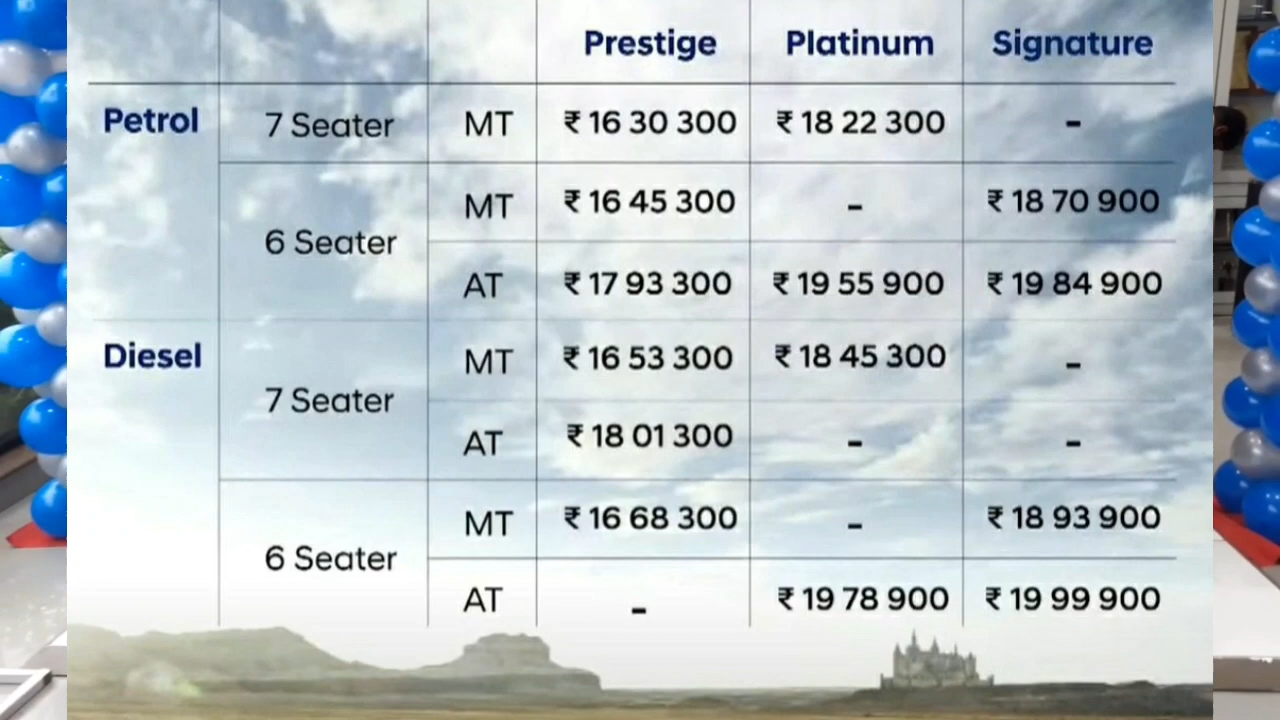 Prestige Platinum Signature
Petrol 7 Seater MT ₹ 16 30 300 ₹ 18 22 300 -
6 Seater MT ₹ 16 45 300 - ₹ 18 70 900
AT ₹ 17 93 300 ₹ 19 55 900 ₹ 19 84 900
Diesel 7 Seater MT ₹ 16 53 300 ₹ 18 45 300 -
AT ₹ 18 01 300 - -
6 Seater MT ₹ 16 68 300 - ₹ 18 93 900
AT - ₹ 19 78 900 ₹ 19 99 900